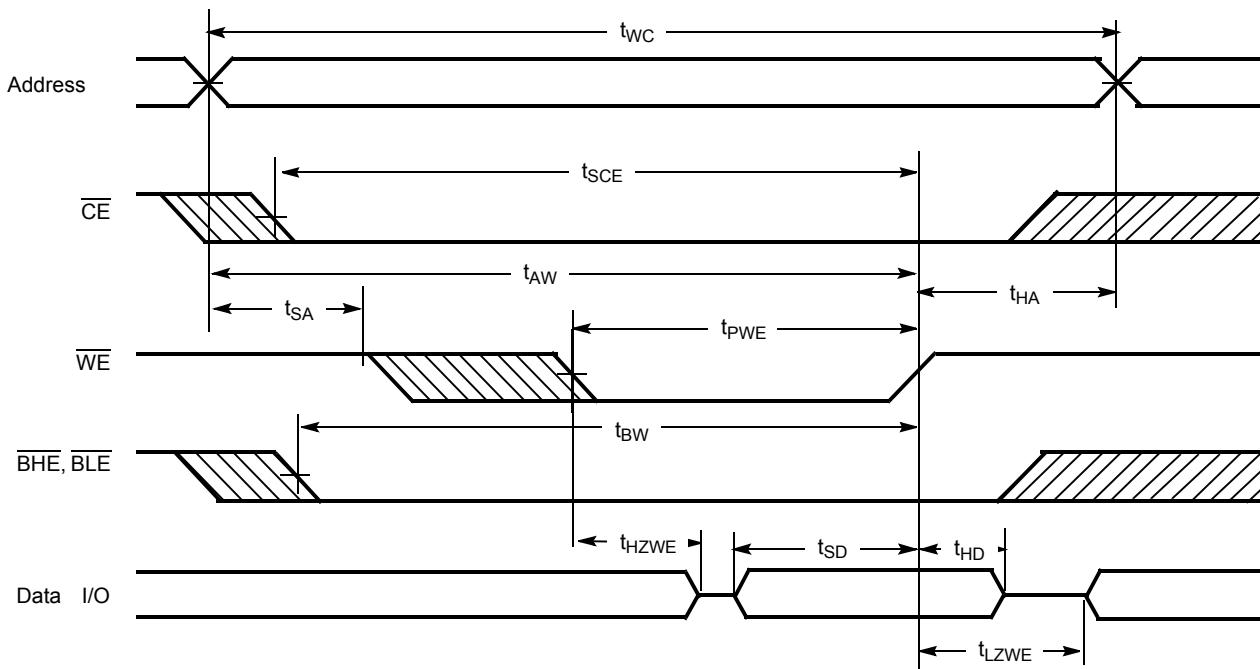 tWC
Address
tSCE
CE
tAW
tSA
tHA
tPWE
WE
tBW
BHE, BLE
tHZWE
tSD
tHD
Data I/O
tLZWE